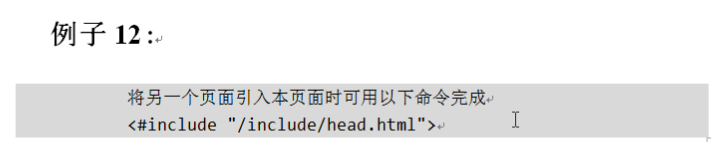 例子 12:
将另一个页面引入本页面时可用以下命令完成
<#include "/include/head.html">